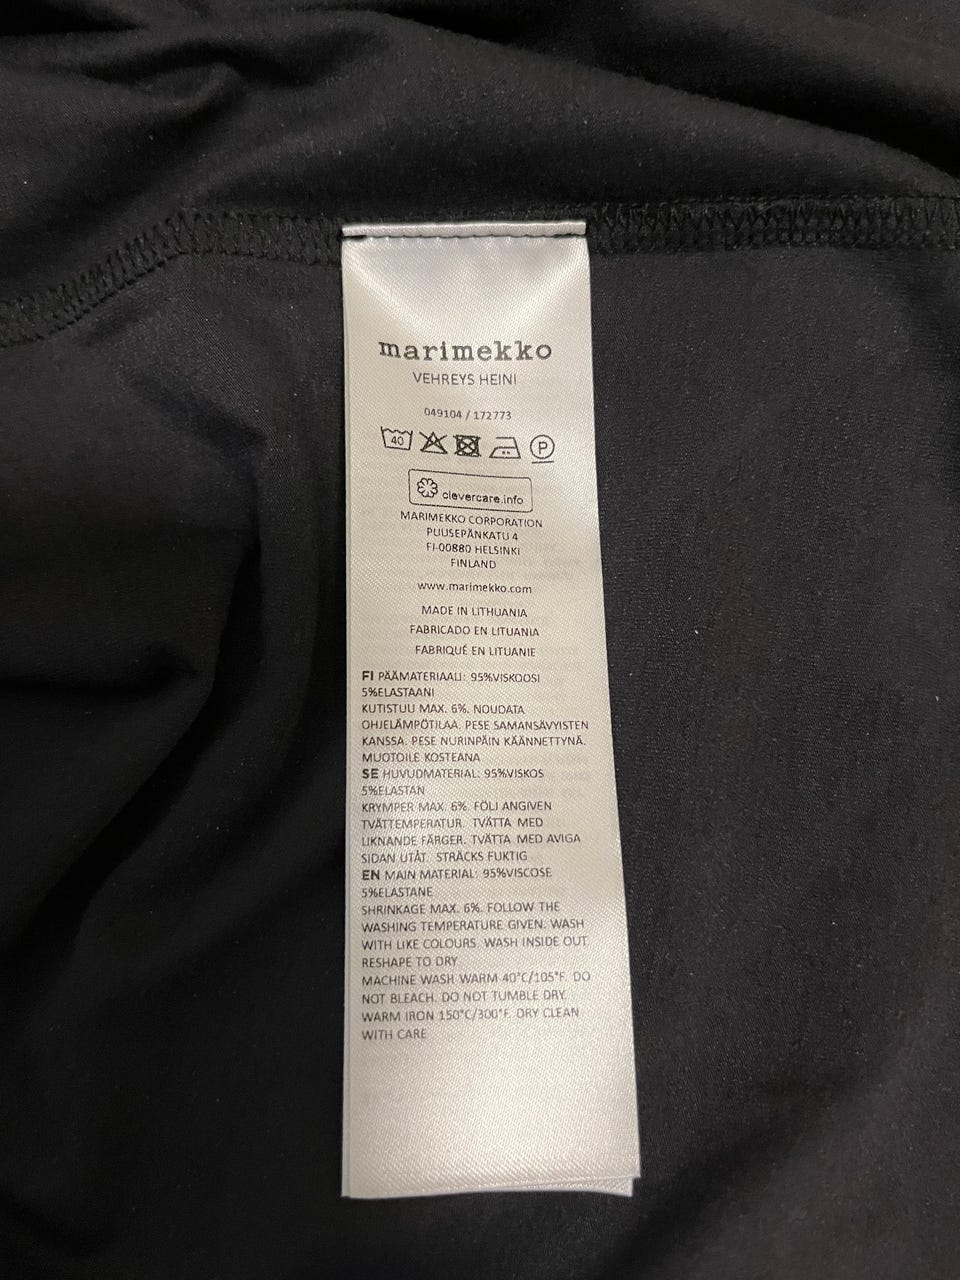 marimekko
VEHREYS HEINI
049104 / 172773
40 P
clevercare.info
MARIMEKKO CORPORATION
PUUSEPÄNKATU 4
FI-00880 HELSINKI
FINLAND
www.marimekko.com
MADE IN LITHUANIA
FABRICADO EN LITUANIA
FABRIQUÉ EN LITUANIE
FI PÄÄMATERIAALI: 95%VISKOOSI
5%ELASTAANI
KUTISTUU MAX. 6%. NOUDATA
OHJELÄMPÖTILAA. PESE SAMANSÄVYISTEN
KANSSA. PESE NURINPÄIN KÄÄNNETTYNÄ.
MUOTOILE KOSTEANA
SE HUVUDMATERIAL: 95%VISKOS
5%ELASTAN
KRYMPER MAX. 6%. FÖLJ ANGIVEN
TVÄTTEMPERATUR. TVÄTTA MED
LIKNANDE FÄRGER. TVÄTTA MED AVIGA
SIDAN UTÅT. STRÄCKS FUKTIG
EN MAIN MATERIAL: 95%VISCOSE
5%ELASTANE
SHRINKAGE MAX. 6%. FOLLOW THE
WASHING TEMPERATURE GIVEN. WASH
WITH LIKE COLOURS. WASH INSIDE OUT.
RESHAPE TO DRY
MACHINE WASH WARM 40°C/105°F. DO
NOT BLEACH. DO NOT TUMBLE DRY.
WARM IRON 150°C/300°F. DRY CLEAN
WITH CARE